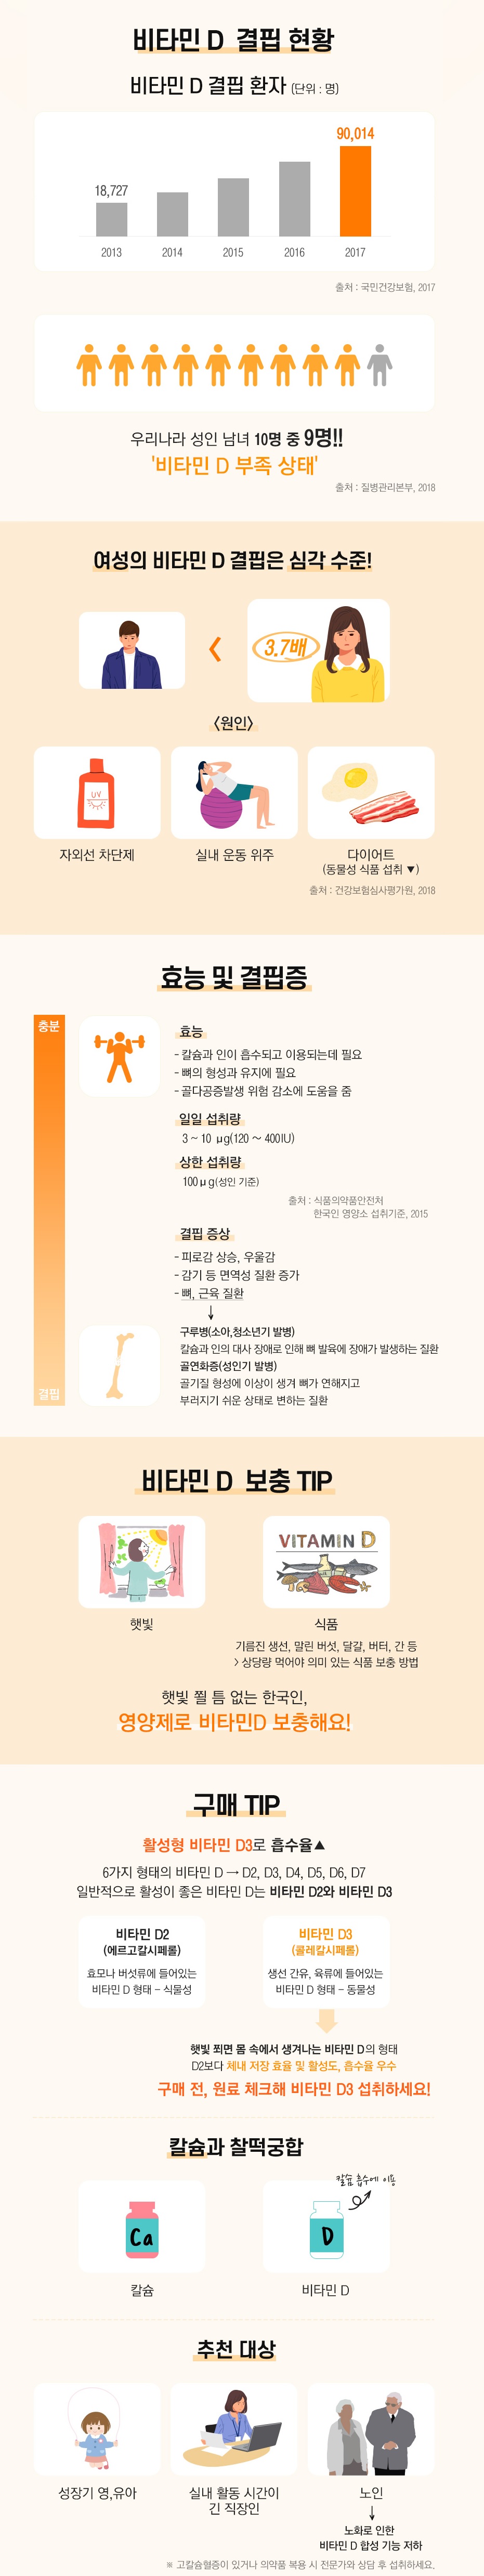 비타민 D 결핍 현황
비타민 D 결핍 환자 (단위 : 명)
18,727
90,014
2013
2014
2015
2016
2017
출처 : 국민건강보험, 2017
우리나라 성인 남녀 10명 중 9명!!
'비타민 D 부족 상태'
출처 : 질병관리본부, 2018
여성의 비타민 D 결핍은 심각 수준!
<
3.7배
<원인>
UV
자외선 차단제
실내 운동 위주
다이어트
(동물성 식품 섭취 ▼)
출처 : 건강보험심사평가원, 2018
효능 및 결핍증
충분
효능
- 칼슘과 인이 흡수되고 이용되는데 필요
- 뼈의 형성과 유지에 필요
- 골다공증발생 위험 감소에 도움을 줌
일일 섭취량
3 ~ 10 μg(120 ~ 400IU)
상한 섭취량
100μg(성인 기준)
출처 : 식품의약품안전처
한국인 영양소 섭취기준, 2015
결핍 증상
- 피로감 상승, 우울감
- 감기 등 면역성 질환 증가
- 뼈, 근육 질환
↓
구루병(소아,청소년기 발병)
칼슘과 인의 대사 장애로 인해 뼈 발육에 장애가 발생하는 질환
골연화증(성인기 발병)
골기질 형성에 이상이 생겨 뼈가 연해지고
부러지기 쉬운 상태로 변하는 질환
결핍
비타민 D 보충 TIP
VITAMIN D
햇빛
식품
기름진 생선, 말린 버섯, 달걀, 버터, 간 등
> 상당량 먹어야 의미 있는 식품 보충 방법
햇빛 쬘 틈 없는 한국인,
영양제로 비타민D 보충해요!
구매 TIP
활성형 비타민 D3로 흡수율▲
6가지 형태의 비타민 D → D2, D3, D4, D5, D6, D7
일반적으로 활성이 좋은 비타민 D는 비타민 D2와 비타민 D3
비타민 D2
(에르고칼시페롤)
효모나 버섯류에 들어있는
비타민 D 형태 - 식물성
비타민 D3
(콜레칼시페롤)
생선 간유, 육류에 들어있는
비타민 D 형태 - 동물성
햇빛 쬐면 몸 속에서 생겨나는 비타민 D의 형태
D2보다 체내 저장 효율 및 활성도, 흡수율 우수
구매 전, 원료 체크해 비타민 D3 섭취하세요!
칼슘과 찰떡궁합
칼슘 흡수에 이용
Ca
D
칼슘
비타민 D
추천 대상
성장기 영,유아
실내 활동 시간이
긴 직장인
노인
↓
노화로 인한
비타민 D 합성 기능 저하
※ 고칼슘혈증이 있거나 의약품 복용 시 전문가와 상담 후 섭취하세요.